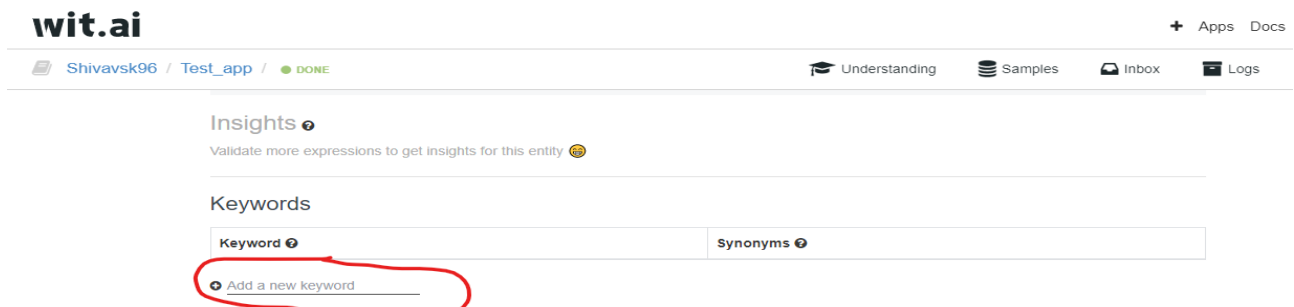 wit.ai
+ Apps Docs
Shivavsk96 / Test_app / DONE
Understanding Samples Inbox Logs
Insights
Validate more expressions to get insights for this entity 😁
Keywords
Keyword Synonyms
Add a new keyword